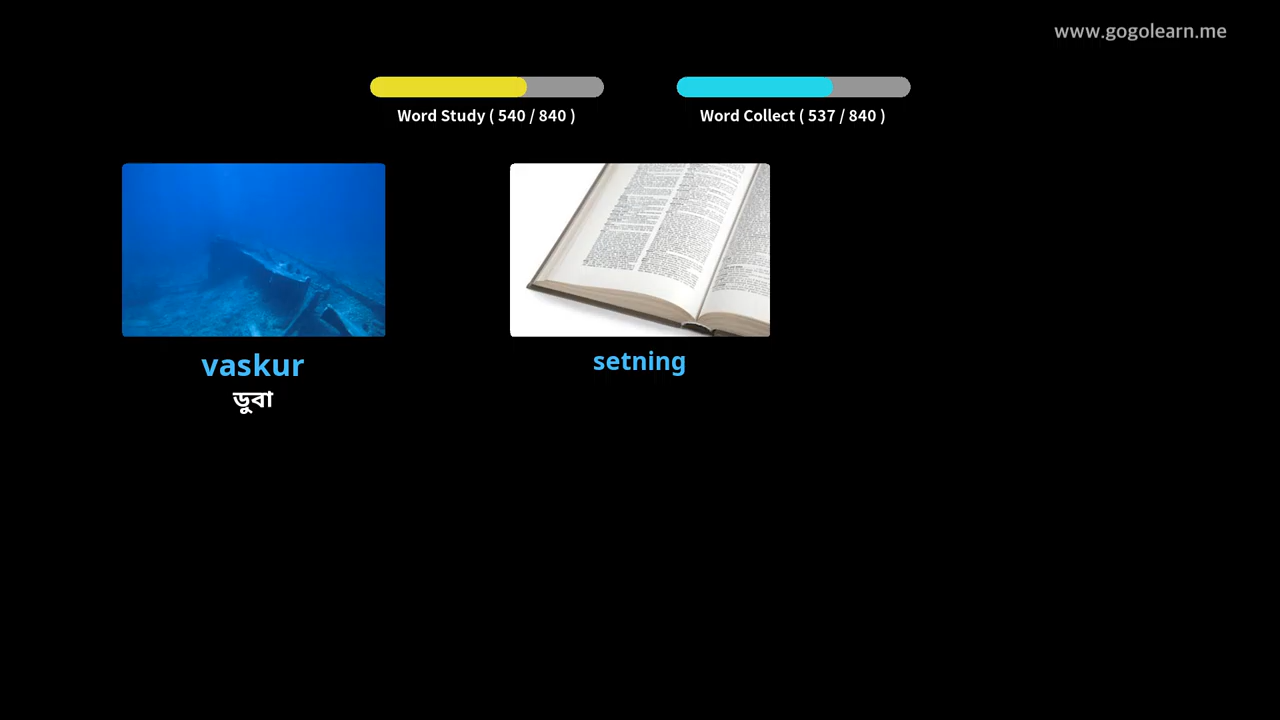 www.gogolearn.me
Word Study ( 540 / 840 )
Word Collect ( 537 / 840 )
vaskur
ডুবা
setning